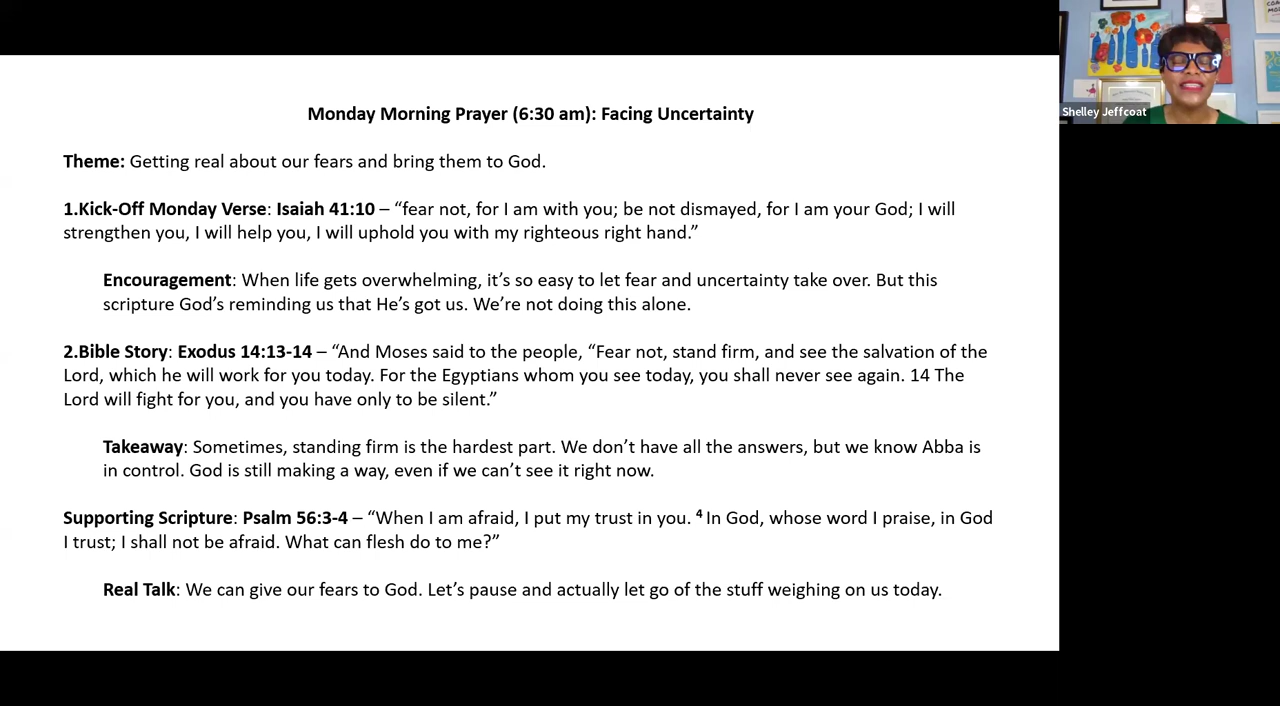 Monday Morning Prayer (6:30 am): Facing Uncertainty
Theme: Getting real about our fears and bring them to God.
1.Kick-Off Monday Verse: Isaiah 41:10 – “fear not, for I am with you; be not dismayed, for I am your God; I will
strengthen you, I will help you, I will uphold you with my righteous right hand.”
Encouragement: When life gets overwhelming, it’s so easy to let fear and uncertainty take over. But this
scripture God’s reminding us that He’s got us. We’re not doing this alone.
2.Bible Story: Exodus 14:13-14 – “And Moses said to the people, “Fear not, stand firm, and see the salvation of the
Lord, which he will work for you today. For the Egyptians whom you see today, you shall never see again. 14 The
Lord will fight for you, and you have only to be silent.”
Takeaway: Sometimes, standing firm is the hardest part. We don’t have all the answers, but we know Abba is
in control. God is still making a way, even if we can’t see it right now.
Supporting Scripture: Psalm 56:3-4 – “When I am afraid, I put my trust in you. ⁴ In God, whose word I praise, in God
I trust; I shall not be afraid. What can flesh do to me?”
Real Talk: We can give our fears to God. Let’s pause and actually let go of the stuff weighing on us today.
Shelley Jeffcoat